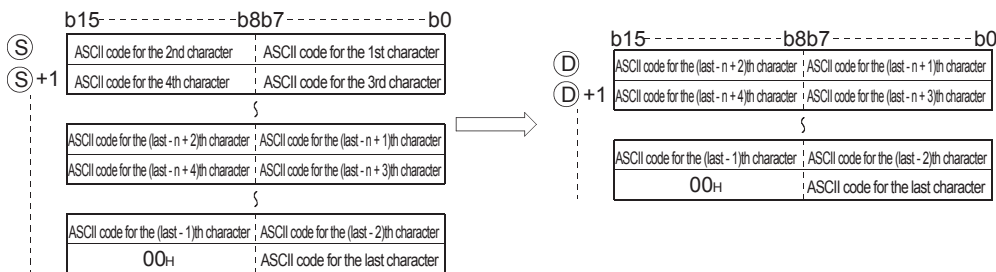 b15 b8b7 b0
Ⓢ ASCII code for the 2nd character ASCII code for the 1st character
Ⓢ+1 ASCII code for the 4th character ASCII code for the 3rd character
ASCII code for the (last - n + 2)th character ASCII code for the (last - n + 1)th character
ASCII code for the (last - n + 4)th character ASCII code for the (last - n + 3)th character
ASCII code for the (last - 1)th character ASCII code for the (last - 2)th character
00H ASCII code for the last character
b15 b8b7 b0
Ⓓ ASCII code for the (last - n + 2)th character ASCII code for the (last - n + 1)th character
Ⓓ+1 ASCII code for the (last - n + 4)th character ASCII code for the (last - n + 3)th character
ASCII code for the (last - 1)th character ASCII code for the (last - 2)th character
00H ASCII code for the last character